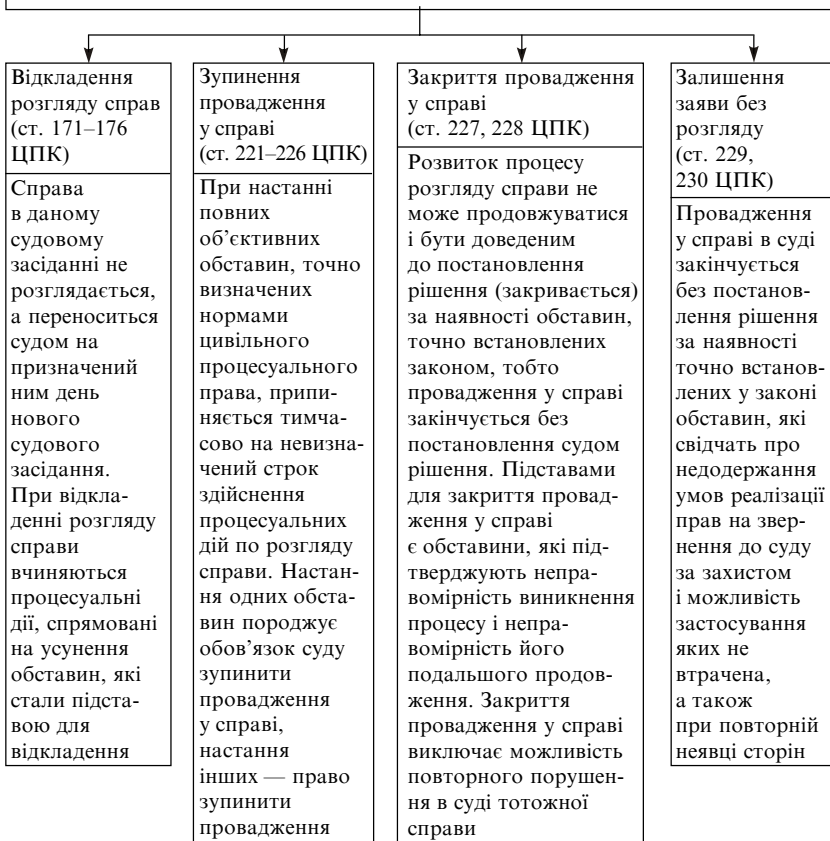 Відкладення
розгляду справ
(ст. 171–176
ЦПК)
Справа
в даному
судовому
засіданні не
розглядається,
а переноситься
судом на
призначений
ним день
нового
судового
засідання.
При відкла-
денні розгляду
справи
вчиняються
процесуальні
дії, спрямовані
на усунення
обставин, які
стали підста-
вою для
відкладення
Зупинення
провадження
у справі
(ст. 221–226 ЦПК)
При настанні
повних
об’єктивних
обставин, точно
визначених
нормами
цивільного
процесуального
права, припи-
няється тимча-
сово на невизна-
чений строк
здійснення
процесуальних
дій по розгляду
справи. Настан-
ня одних обста-
вин породжує
обов’язок суду
зупинити
провадження
у справі,
настання
інших — право
зупинити
провадження
Закриття провадження
у справі
(ст. 227, 228 ЦПК)
Розвиток процесу
розгляду справи не
може продовжуватися
і бути доведеним
до постановлення
рішення (закривається)
за наявності обставин,
точно встановлених
законом, тобто
провадження у справі
закінчується без
постановлення судом
рішення. Підставами
для закриття провад-
ження у справі
є обставини, які під-
тверджують непра-
вомірність виникнення
процесу і непра-
вомірність його
подальшого продов-
ження. Закриття
провадження у справі
виключає можливість
повторного порушен-
ня в суді тотожної
справи
Залишення
заяви без
розгляду
(ст. 229,
230 ЦПК)
Провадження
у справі в суді
закінчується
без постанов-
лення рішення
за наявності
точно встанов-
лених у законі
обставин, які
свідчать про
недодержання
умов реалізації
прав на звер-
нення до суду
за захистом
і можливість
застосування
яких не
втрачена,
а також
при повторній
неявці сторін